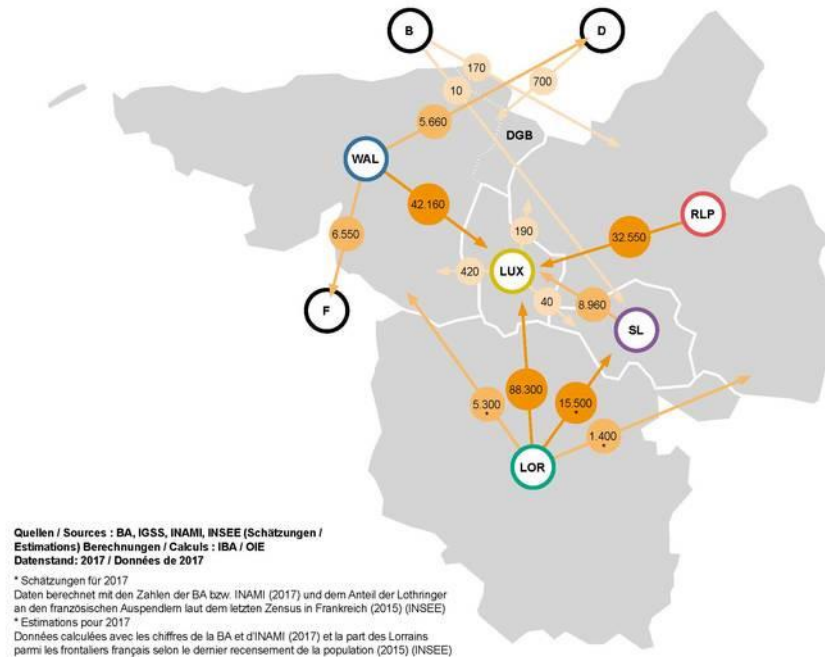 B
D
170
10
700
5.660
DGB
WAL
42.160
RLP
6.550
190
32.550
LUX
420
40
8.960
F
SL
5.300
*
88.300
15.500
*
1.400
*
LOR
Quellen / Sources : BA, IGSS, INAMI, INSEE (Schätzungen /
Estimations) Berechnungen / Calculs : IBA / OIE
Datenstand: 2017 / Données de 2017
* Schätzungen für 2017
Daten berechnet mit den Zahlen der BA bzw. INAMI (2017) und dem Anteil der Lothringer
an den französischen Auspendlern laut dem letzten Zensus in Frankreich (2015) (INSEE)
* Estimations pour 2017
Données calculées avec les chiffres de la BA et d'INAMI (2017) et la part des Lorrains
parmi les frontaliers français selon le dernier recensement de la population (2015) (INSEE)